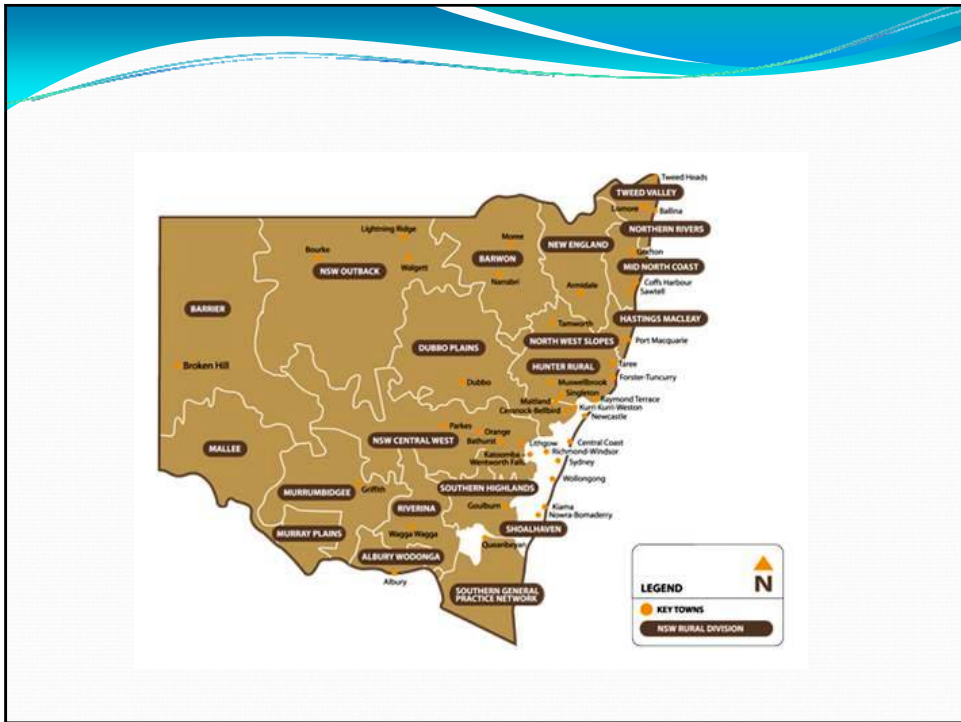 Tweed Heads
TWEED VALLEY
Lismore
Ballina
NORTHERN RIVERS
Lightning Ridge
Moree
NEW ENGLAND
Bourke
Walgett
NSW OUTBACK
BARWON
Grafton
MID NORTH COAST
Narrabri
Armidale
Coffs Harbour
Sawtell
BARRIER
Tamworth
HASTINGS MACLEAY
NORTH WEST SLOPES
Port Macquarie
DUBBO PLAINS
Broken Hill
HUNTER RURAL
Taree
Dubbo
Muswellbrook
Forster-Tuncurry
Singleton
Raymond Terrace
Maitland
Cessnock-Bellbird
Kurri Kurri-Weston
Newcastle
Parkes
Orange
NSW CENTRAL WEST
Bathurst
Lithgow
Central Coast
MALLEE
Katoomba-
Wentworth Falls
Richmond-Windsor
Sydney
MURRUMBIDGEE
Griffith
SOUTHERN HIGHLANDS
Wollongong
RIVERINA
Goulburn
Kiama
Nowra-Bomaderry
MURRAY PLAINS
Wagga Wagga
SHOALHAVEN
Queanbeyan
ALBURY WODONGA
Albury
SOUTHERN GENERAL
PRACTICE NETWORK
N
LEGEND
KEY TOWNS
NSW RURAL DIVISION